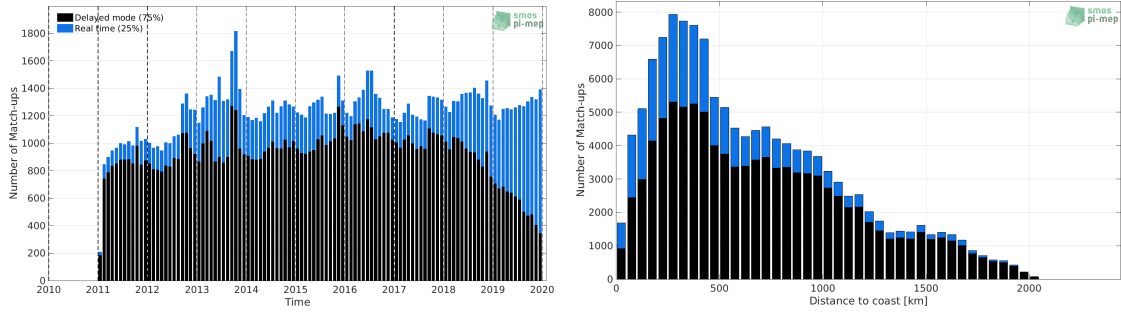 Delayed mode (75%)
Real time (25%)
smos
pi-mep
Number of Match-ups
1800
1600
1400
1200
1000
800
600
400
200
0
2010 2011 2012 2013 2014 2015 2016 2017 2018 2019 2020
Time
smos
pi-mep
Number of Match-ups
8000
7000
6000
5000
4000
3000
2000
1000
0
0 500 1000 1500 2000
Distance to coast [km]